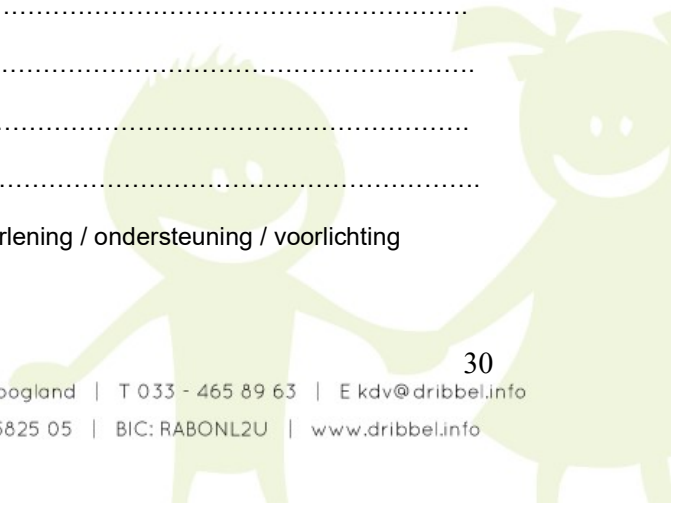 ……………………………………………………….
……………………………………………………….
……………………………………………………….
……………………………………………………….
rlening / ondersteuning / voorlichting
30
oogland | T 033 - 465 89 63 | E kdv@dribbel.info
5825 05 | BIC: RABONL2U | www.dribbel.info